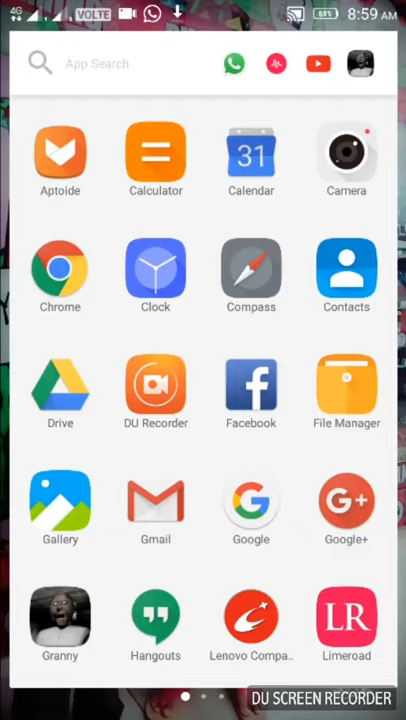 4G VOLTE 68% 8:59 AM
App Search
31
Aptoide Calculator Calendar Camera
Chrome Clock Compass Contacts
f
Drive DU Recorder Facebook File Manager
G G+
Gallery Gmail Google Google+
LR
Granny Hangouts Lenovo Compa.. Limeroad
DU SCREEN RECORDER